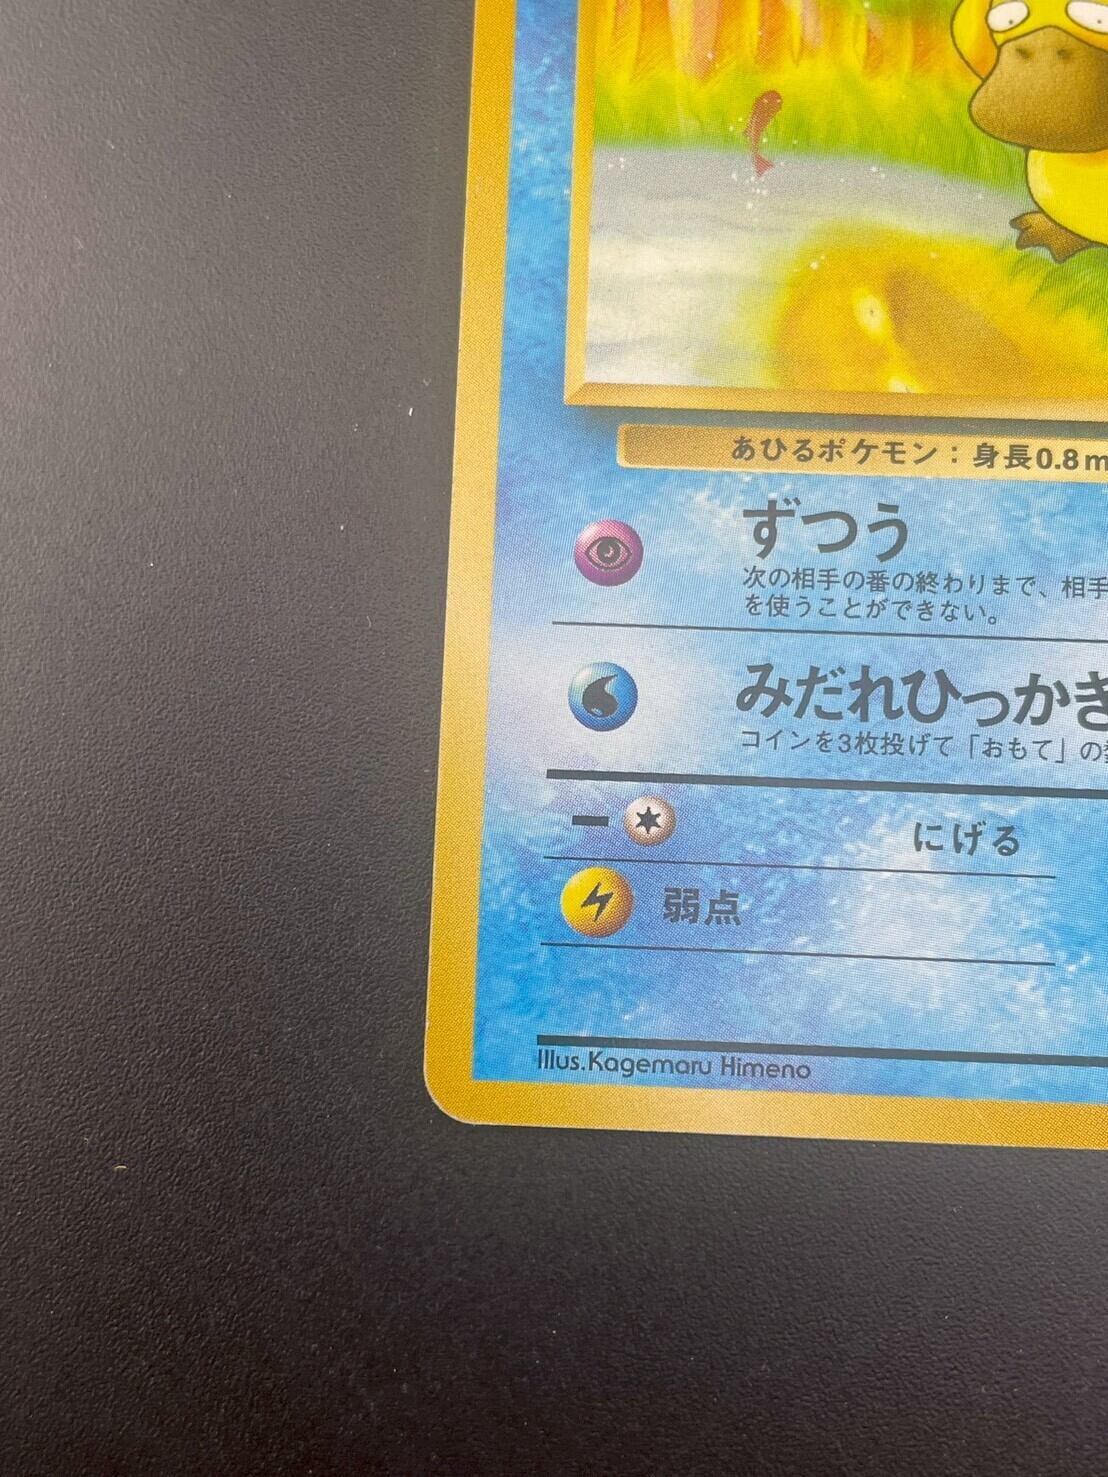 あひるポケモン：身長0.8m
ずつう
次の相手の番の終わりまで、相手
を使うことができない。
みだれひっかき
コインを3枚投げて「おもて」の
にげる
弱点
Illus.Kagemaru Himeno